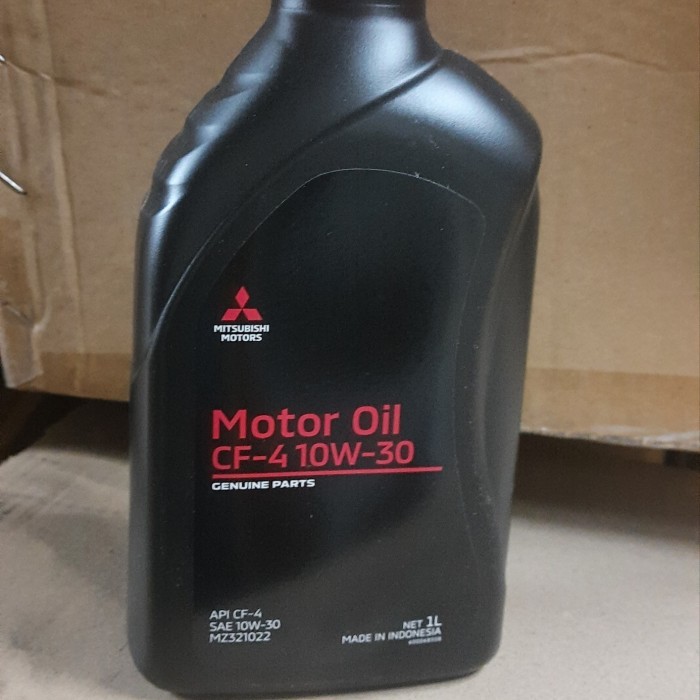 MITSUBISHI
MOTORS
Motor Oil
CF-4 10W-30
GENUINE PARTS
API CF-4
SAE 10W-30
MZ321022
NET 1L
MADE IN INDONESIA